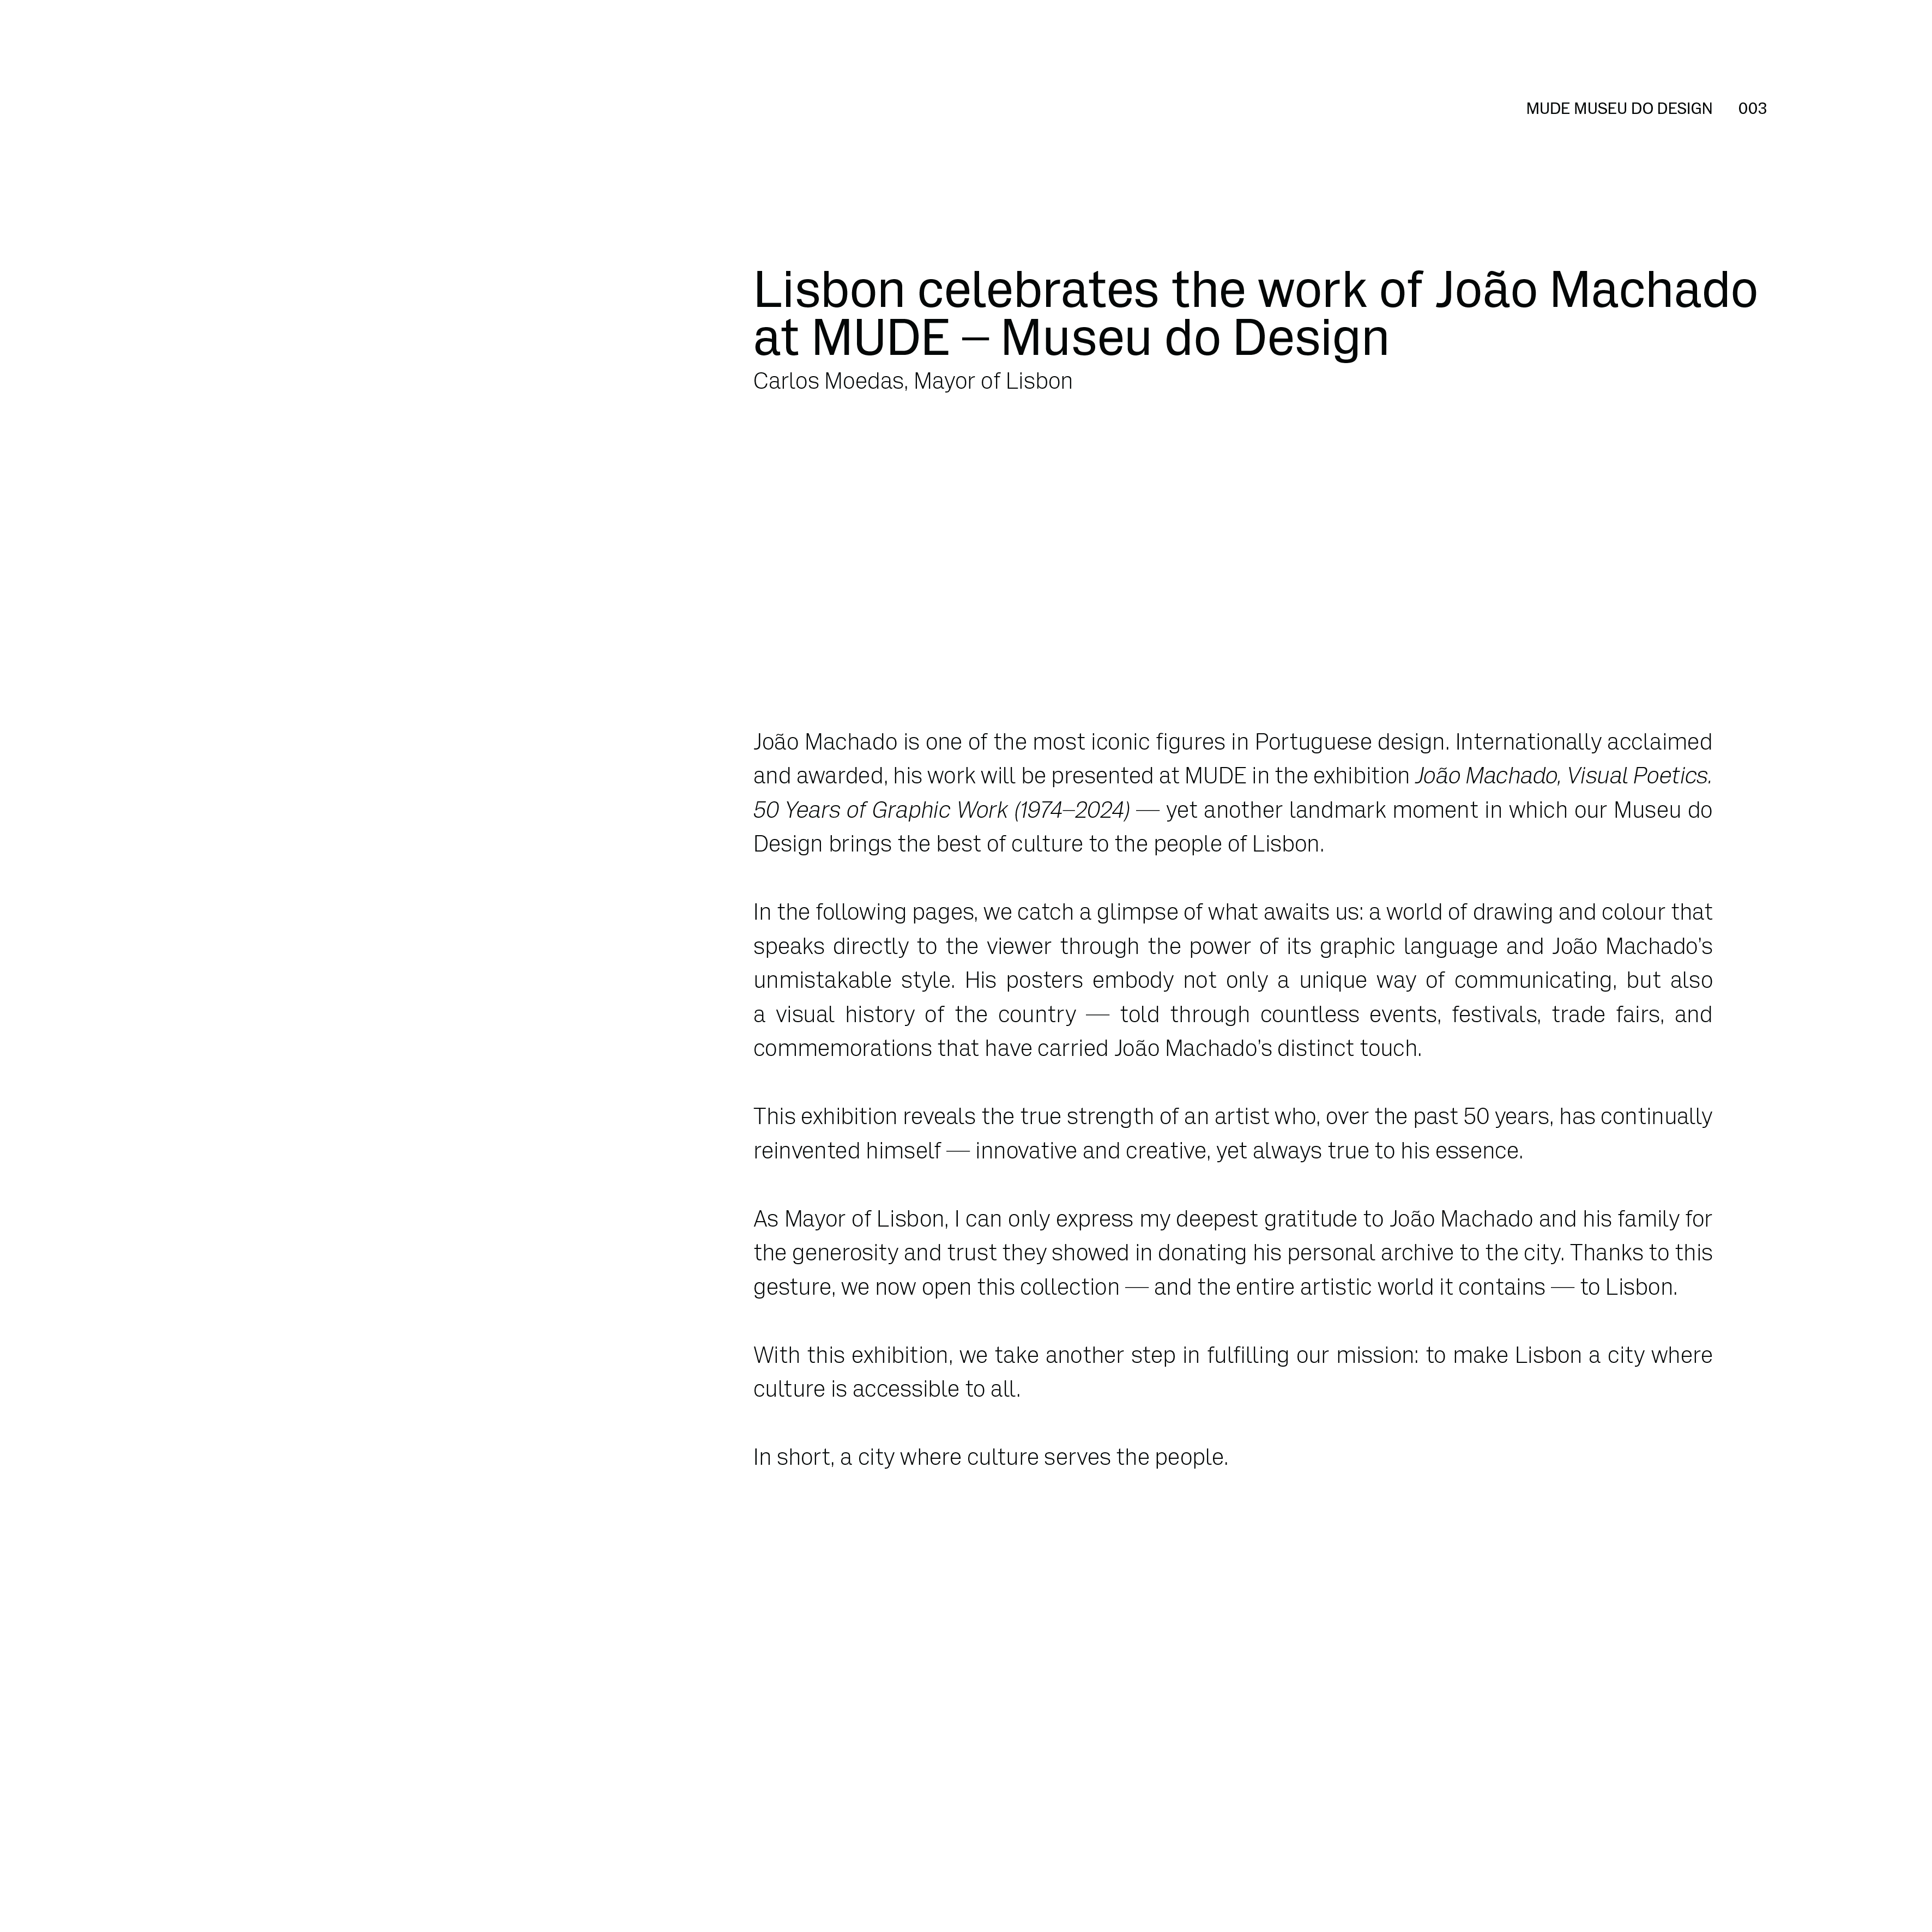 MUDE MUSEU DO DESIGN 003
Lisbon celebrates the work of João Machado
at MUDE – Museu do Design
Carlos Moedas, Mayor of Lisbon
João Machado is one of the most iconic figures in Portuguese design. Internationally acclaimed
and awarded, his work will be presented at MUDE in the exhibition João Machado, Visual Poetics.
50 Years of Graphic Work (1974–2024) — yet another landmark moment in which our Museu do
Design brings the best of culture to the people of Lisbon.
In the following pages, we catch a glimpse of what awaits us: a world of drawing and colour that
speaks directly to the viewer through the power of its graphic language and João Machado’s
unmistakable style. His posters embody not only a unique way of communicating, but also
a visual history of the country — told through countless events, festivals, trade fairs, and
commemorations that have carried João Machado’s distinct touch.
This exhibition reveals the true strength of an artist who, over the past 50 years, has continually
reinvented himself — innovative and creative, yet always true to his essence.
As Mayor of Lisbon, I can only express my deepest gratitude to João Machado and his family for
the generosity and trust they showed in donating his personal archive to the city. Thanks to this
gesture, we now open this collection — and the entire artistic world it contains — to Lisbon.
With this exhibition, we take another step in fulfilling our mission: to make Lisbon a city where
culture is accessible to all.
In short, a city where culture serves the people.